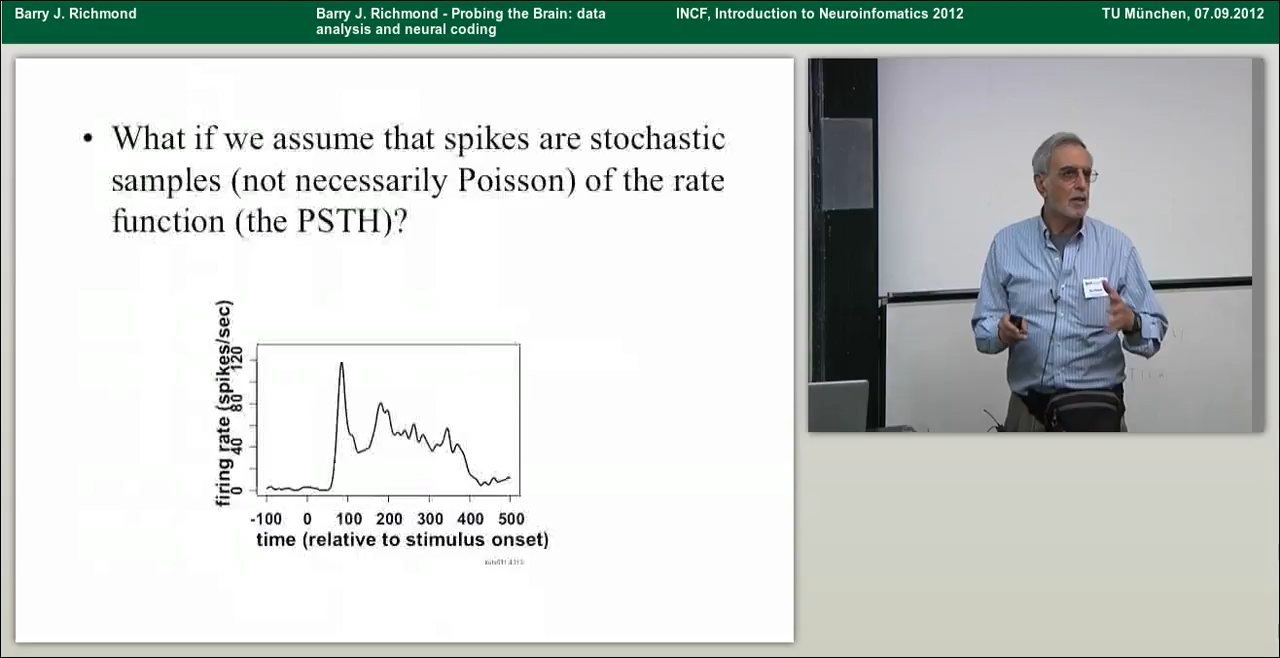 Barry J. Richmond
Barry J. Richmond - Probing the Brain: data
analysis and neural coding
INCF, Introduction to Neuroinfomatics 2012
TU München, 07.09.2012
• What if we assume that spikes are stochastic
samples (not necessarily Poisson) of the rate
function (the PSTH)?
firing rate (spikes/sec)
0 40 80 120
-100 0 100 200 300 400 500
time (relative to stimulus onset)